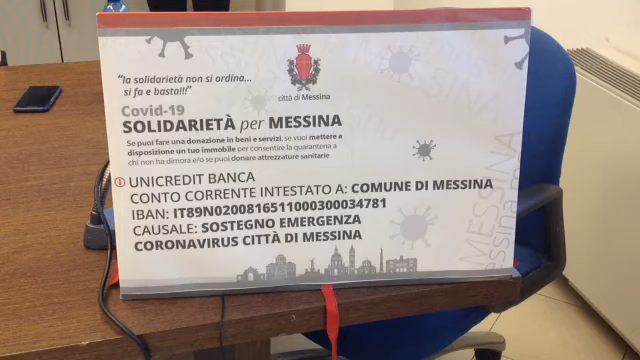 "la solidarietà non si ordina...
si fa e basta!!!"
città di Messina
Covid-19
SOLIDARIETÀ per MESSINA
Se puoi fare una donazione in beni e servizi, se vuoi mettere a
disposizione un tuo immobile per consentire la quarantena a
chi non ha dimora e/o se puoi donare attrezzature sanitarie
UNICREDIT BANCA
CONTO CORRENTE INTESTATO A: COMUNE DI MESSINA
IBAN: IT89N0200816511000300034781
CAUSALE: SOSTEGNO EMERGENZA
CORONAVIRUS CITTÀ DI MESSINA
MESSINA